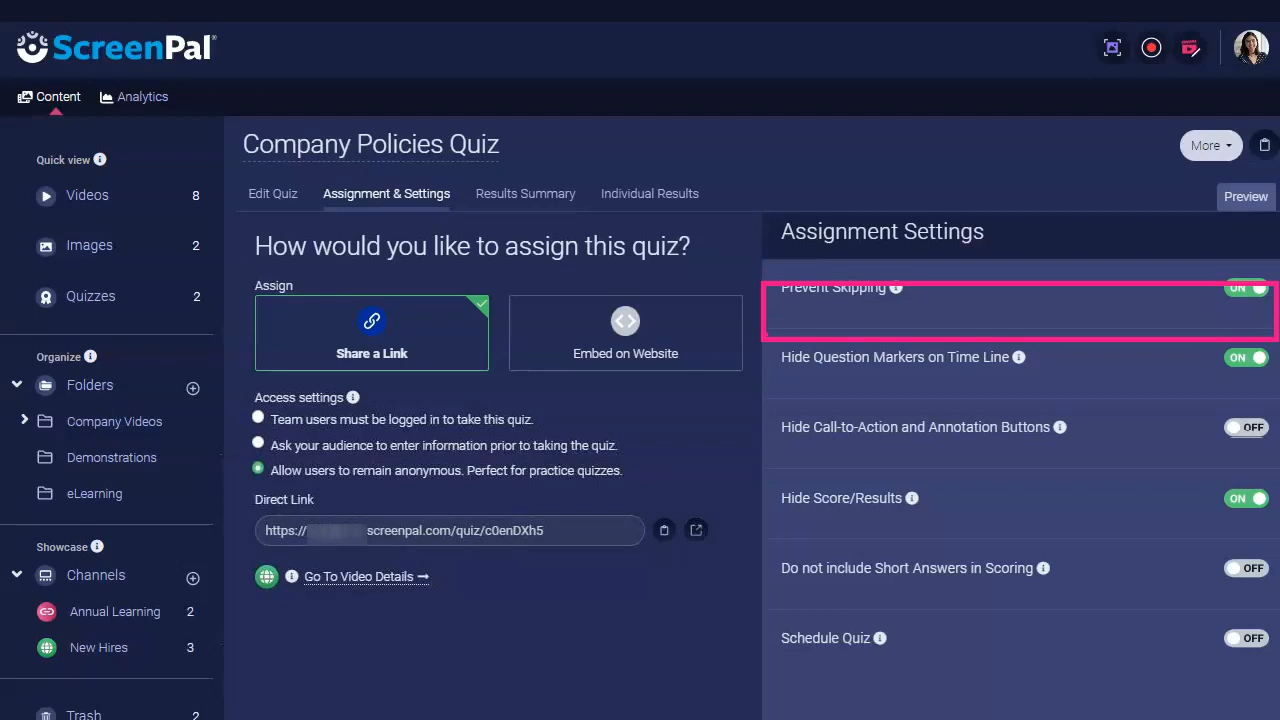 ScreenPal
Content
Analytics
Quick view
Videos 8
Images 2
Quizzes 2
Organize
Folders
Company Videos
Demonstrations
eLearning
Showcase
Channels
Annual Learning 2
New Hires 3
Trash 2
Company Policies Quiz
More
Edit Quiz
Assignment & Settings
Results Summary
Individual Results
Preview
How would you like to assign this quiz?
Assign
Share a Link
Embed on Website
Access settings
Team users must be logged in to take this quiz.
Ask your audience to enter information prior to taking the quiz.
Allow users to remain anonymous. Perfect for practice quizzes.
Direct Link
https:// screenpal.com/quiz/c0enDXh5
Go To Video Details →
Assignment Settings
Prevent Skipping ON
Hide Question Markers on Time Line ON
Hide Call-to-Action and Annotation Buttons OFF
Hide Score/Results ON
Do not include Short Answers in Scoring OFF
Schedule Quiz OFF